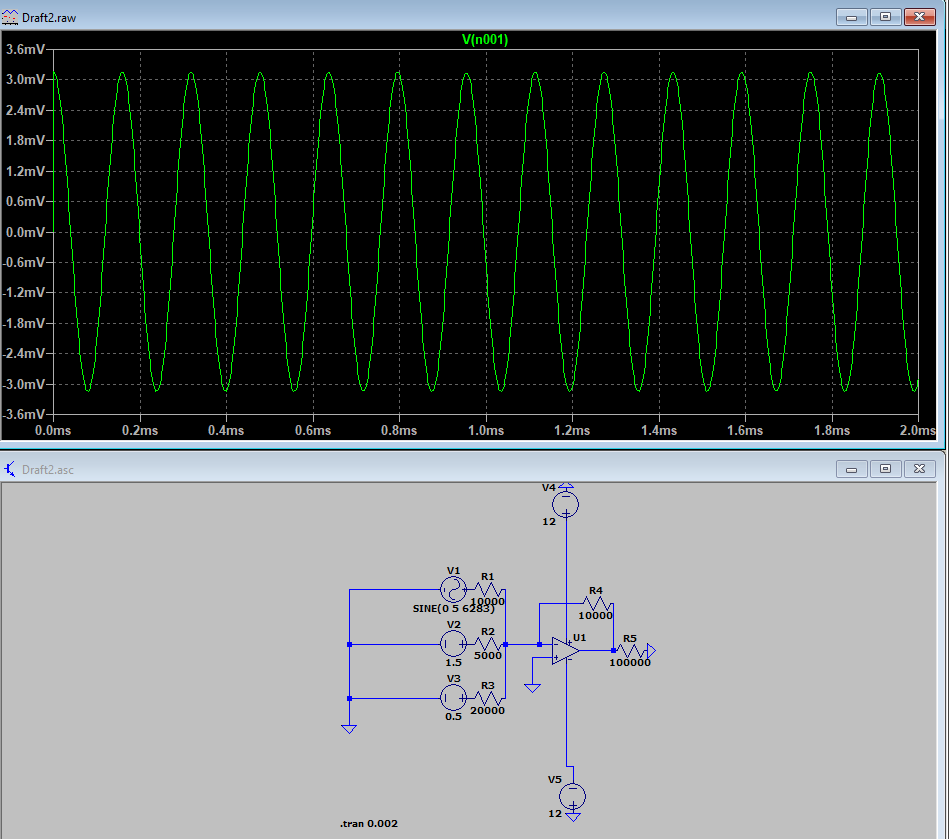 Draft2.raw
V(n001)
3.6mV
3.0mV
2.4mV
1.8mV
1.2mV
0.6mV
0.0mV
-0.6mV
-1.2mV
-1.8mV
-2.4mV
-3.0mV
-3.6mV
0.0ms 0.2ms 0.4ms 0.6ms 0.8ms 1.0ms 1.2ms 1.4ms 1.6ms 1.8ms 2.0ms
Draft2.asc
V4
12
V1 R1
10000
SINE(0 5 6283)
R4
10000
V2 R2
5000
1.5
U1
R5
100000
V3 R3
20000
0.5
V5
12
.tran 0.002